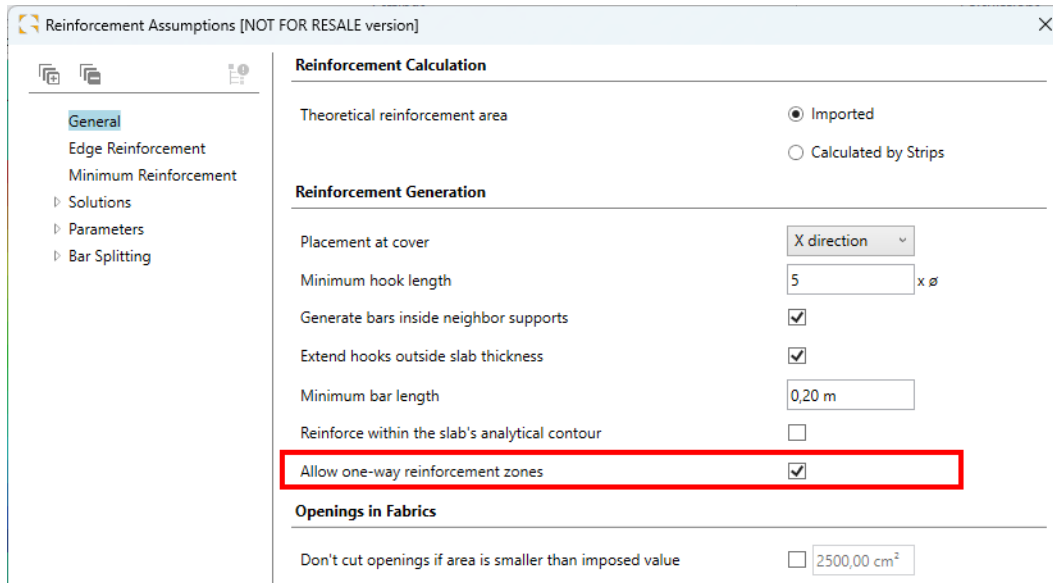 Reinforcement Assumptions [NOT FOR RESALE version]
General
Edge Reinforcement
Minimum Reinforcement
Solutions
Parameters
Bar Splitting
Reinforcement Calculation
Theoretical reinforcement area
Imported
Calculated by Strips
Reinforcement Generation
Placement at cover X direction
Minimum hook length 5 x ø
Generate bars inside neighbor supports
Extend hooks outside slab thickness
Minimum bar length 0,20 m
Reinforce within the slab's analytical contour
Allow one-way reinforcement zones
Openings in Fabrics
Don't cut openings if area is smaller than imposed value 2500,00 cm²